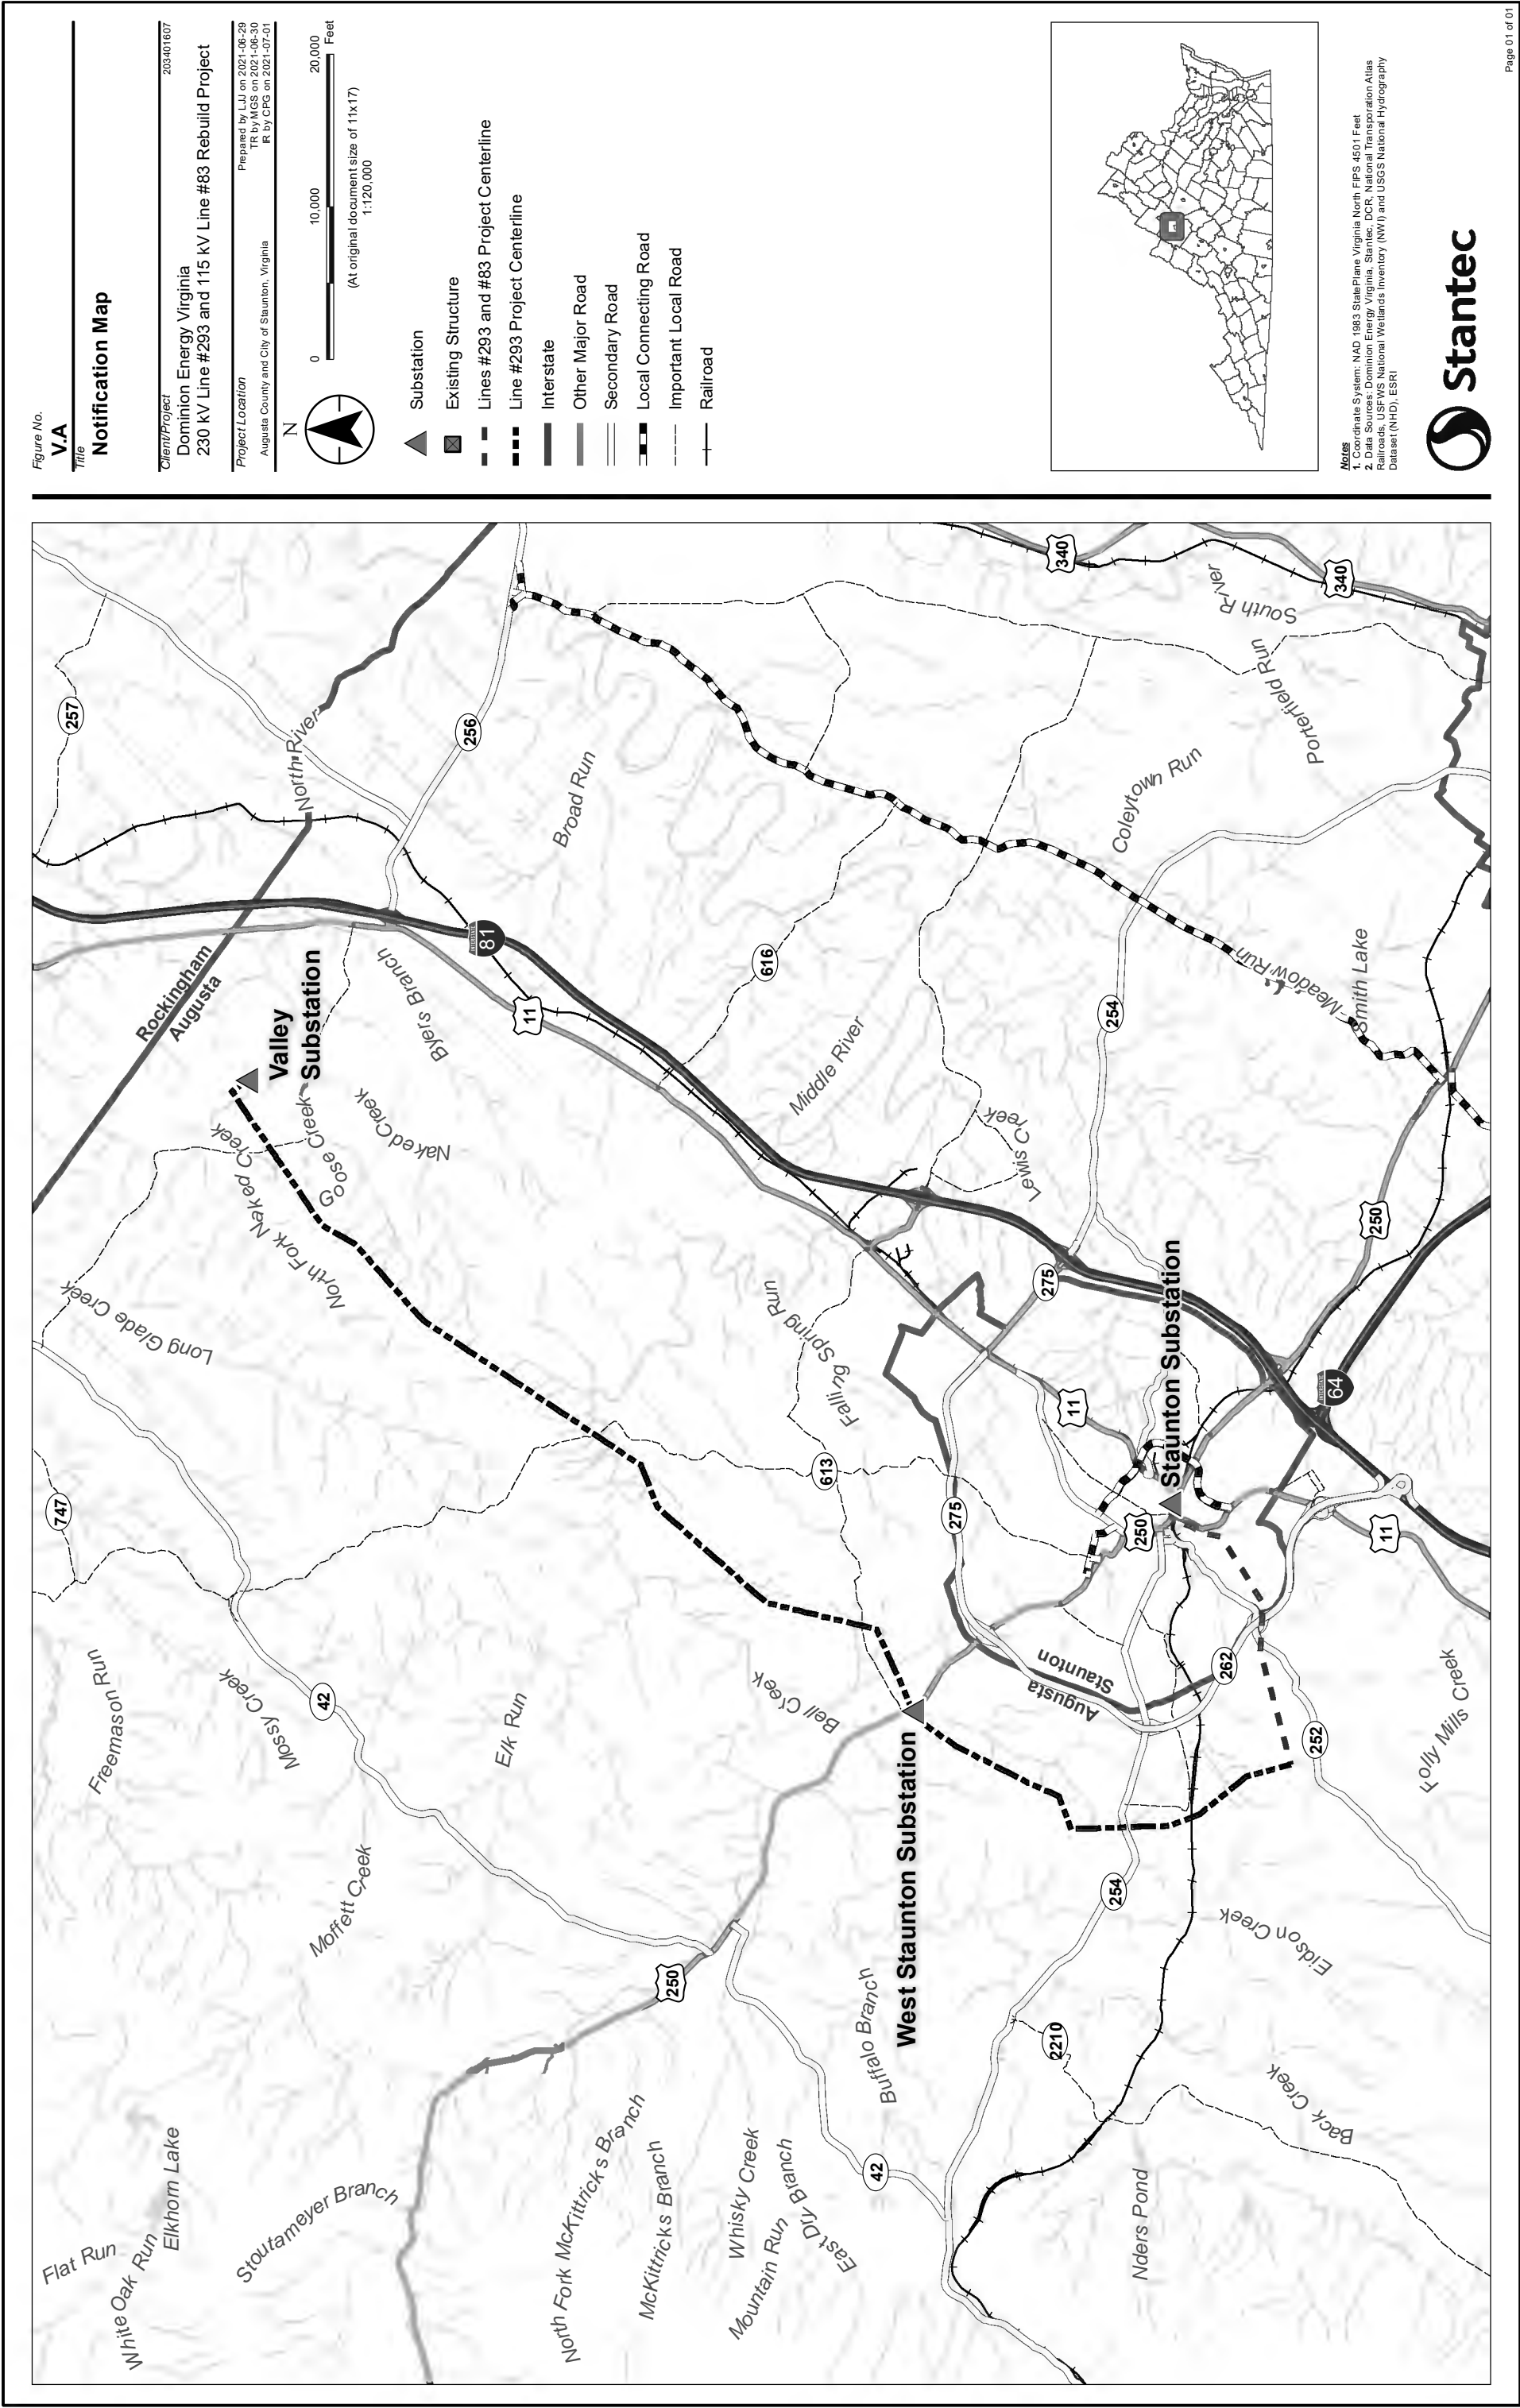 Figure No.
V.A
Title
Notification Map
Client/Project
203401607
Dominion Energy Virginia
230 kV Line #293 and 115 kV Line #83 Rebuild Project
Project Location
Augusta County and City of Staunton, Virginia
Prepared by LJJ on 2021-06-29
TR by MGS on 2021-06-30
IR by CPG on 2021-07-01
N
0
10,000
20,000
Feet
(At original document size of 11x17)
1:120,000
Substation
Existing Structure
Lines #293 and #83 Project Centerline
Line #293 Project Centerline
Interstate
Other Major Road
Secondary Road
Local Connecting Road
Important Local Road
Railroad
Notes
1. Coordinate System: NAD 1983 StatePlane Virginia North FIPS 4501 Feet
2. Data Sources: Dominion Energy Virginia, Stantec, DCR, National Transporation Atlas
Railroads, USFWS National Wetlands Inventory (NWI) and USGS National Hydrography
Dataset (NHD), ESRI
Stantec
Page 01 of 01
Flat Run
White Oak Run
Elkhorn Lake
Stoutameyer Branch
Freemason Run
Mossy Creek
Moffett Creek
42
747
Long Glade Creek
North Fork Naked Creek
Goose Creek
Naked Creek
Rockingham
Augusta
Valley
Substation
Byers Branch
257
North River
256
81
11
Broad Run
616
Elk Run
Bell Creek
250
North Fork McKittricks Branch
McKittricks Branch
Whisky Creek
Mountain Run
East Dry Branch
42
Buffalo Branch
West Staunton Substation
613
Falling Spring Run
Middle River
Lewis Creek
275
275
11
250
Staunton Substation
Staunton
Augusta
262
254
254
Coleytown Run
Porterfield Run
South River
340
340
Meadow Run
Smith Lake
250
64
11
252
Folly Mills Creek
Eidson Creek
2210
Back Creek
Nders Pond